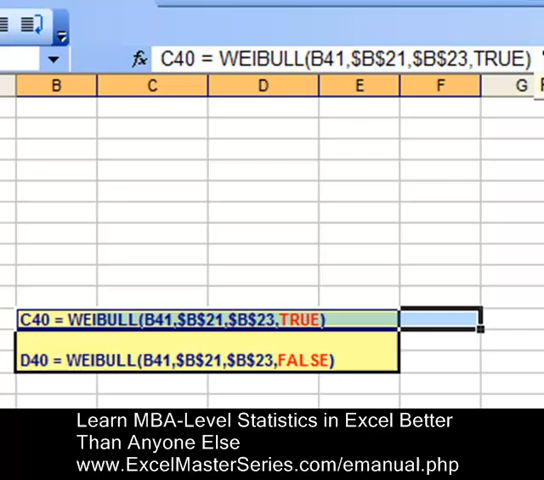 fx C40 = WEIBULL(B41,$B$21,$B$23,TRUE)
B C D E F G
C40 = WEIBULL(B41,$B$21,$B$23,TRUE)
D40 = WEIBULL(B41,$B$21,$B$23,FALSE)
Learn MBA-Level Statistics in Excel Better
Than Anyone Else
www.ExcelMasterSeries.com/emanual.php